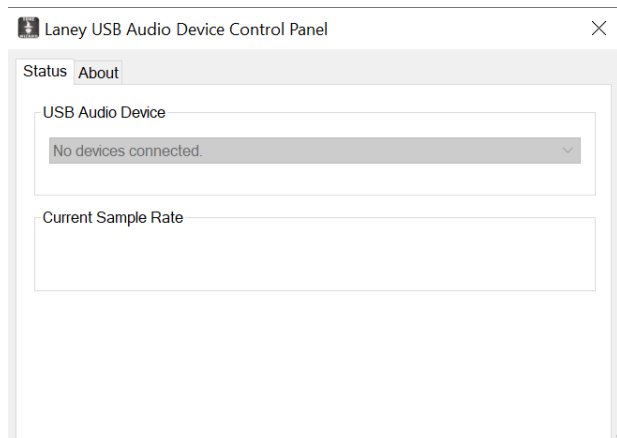 Laney USB Audio Device Control Panel
Status About
USB Audio Device
No devices connected.
Current Sample Rate